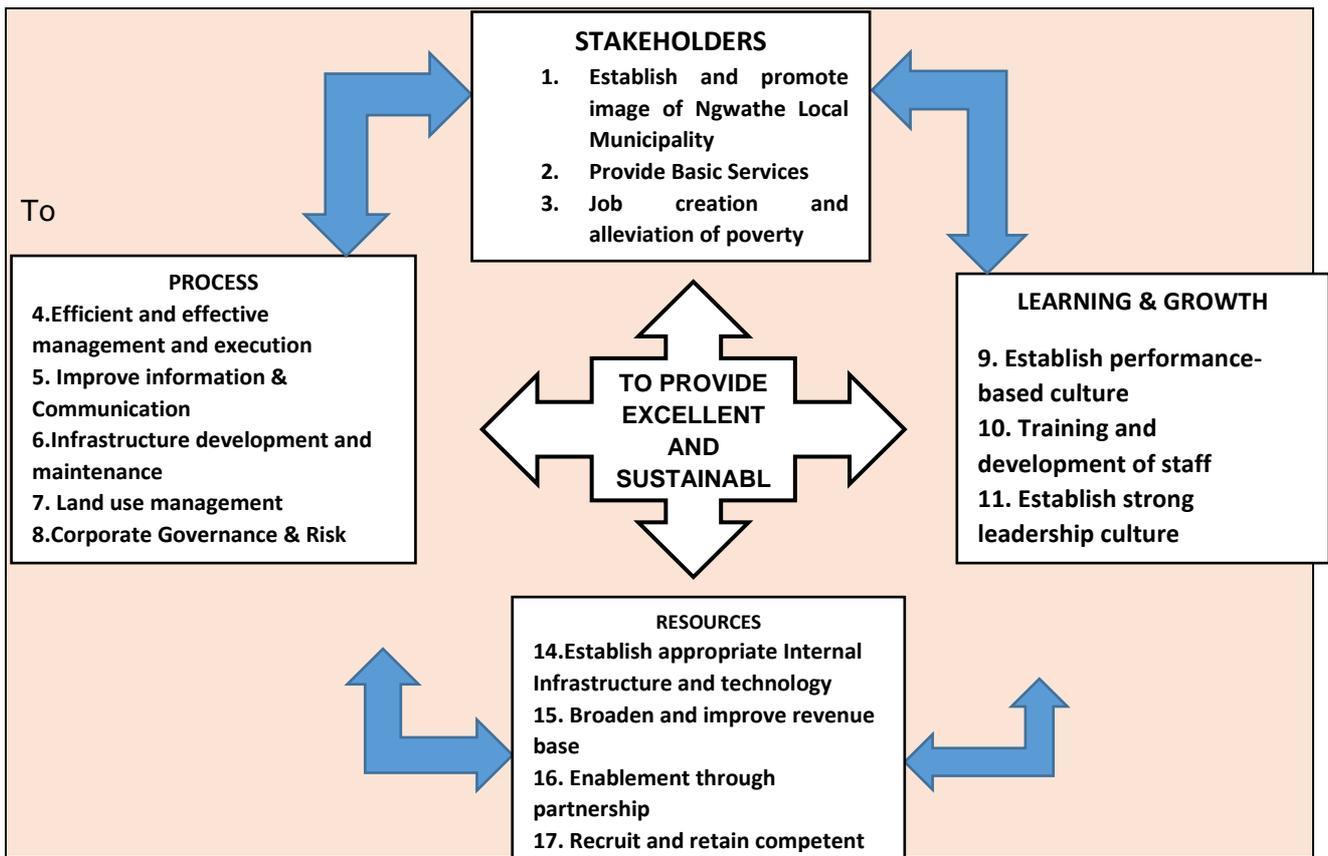 STAKEHOLDERS
1. Establish and promote
image of Ngwathe Local
Municipality
2. Provide Basic Services
3. Job creation and
alleviation of poverty
To
PROCESS
4.Efficient and effective
management and execution
5. Improve information &
Communication
6.Infrastructure development and
maintenance
7. Land use management
8.Corporate Governance & Risk
TO PROVIDE
EXCELLENT
AND
SUSTAINABL
LEARNING & GROWTH
9. Establish performance-
based culture
10. Training and
development of staff
11. Establish strong
leadership culture
RESOURCES
14.Establish appropriate Internal
Infrastructure and technology
15. Broaden and improve revenue
base
16. Enablement through
partnership
17. Recruit and retain competent